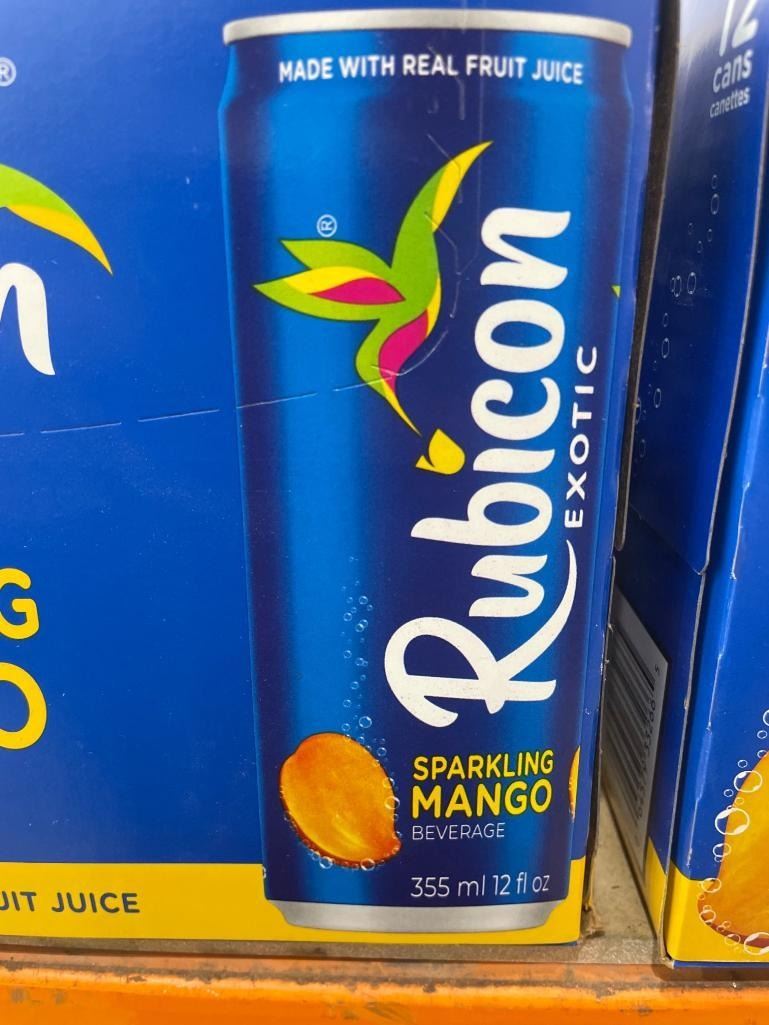 ®
n
G
O
UIT JUICE
MADE WITH REAL FRUIT JUICE
®
Rubicon
EXOTIC
SPARKLING
MANGO
BEVERAGE
355 ml 12 fl oz
12
cans
canettes